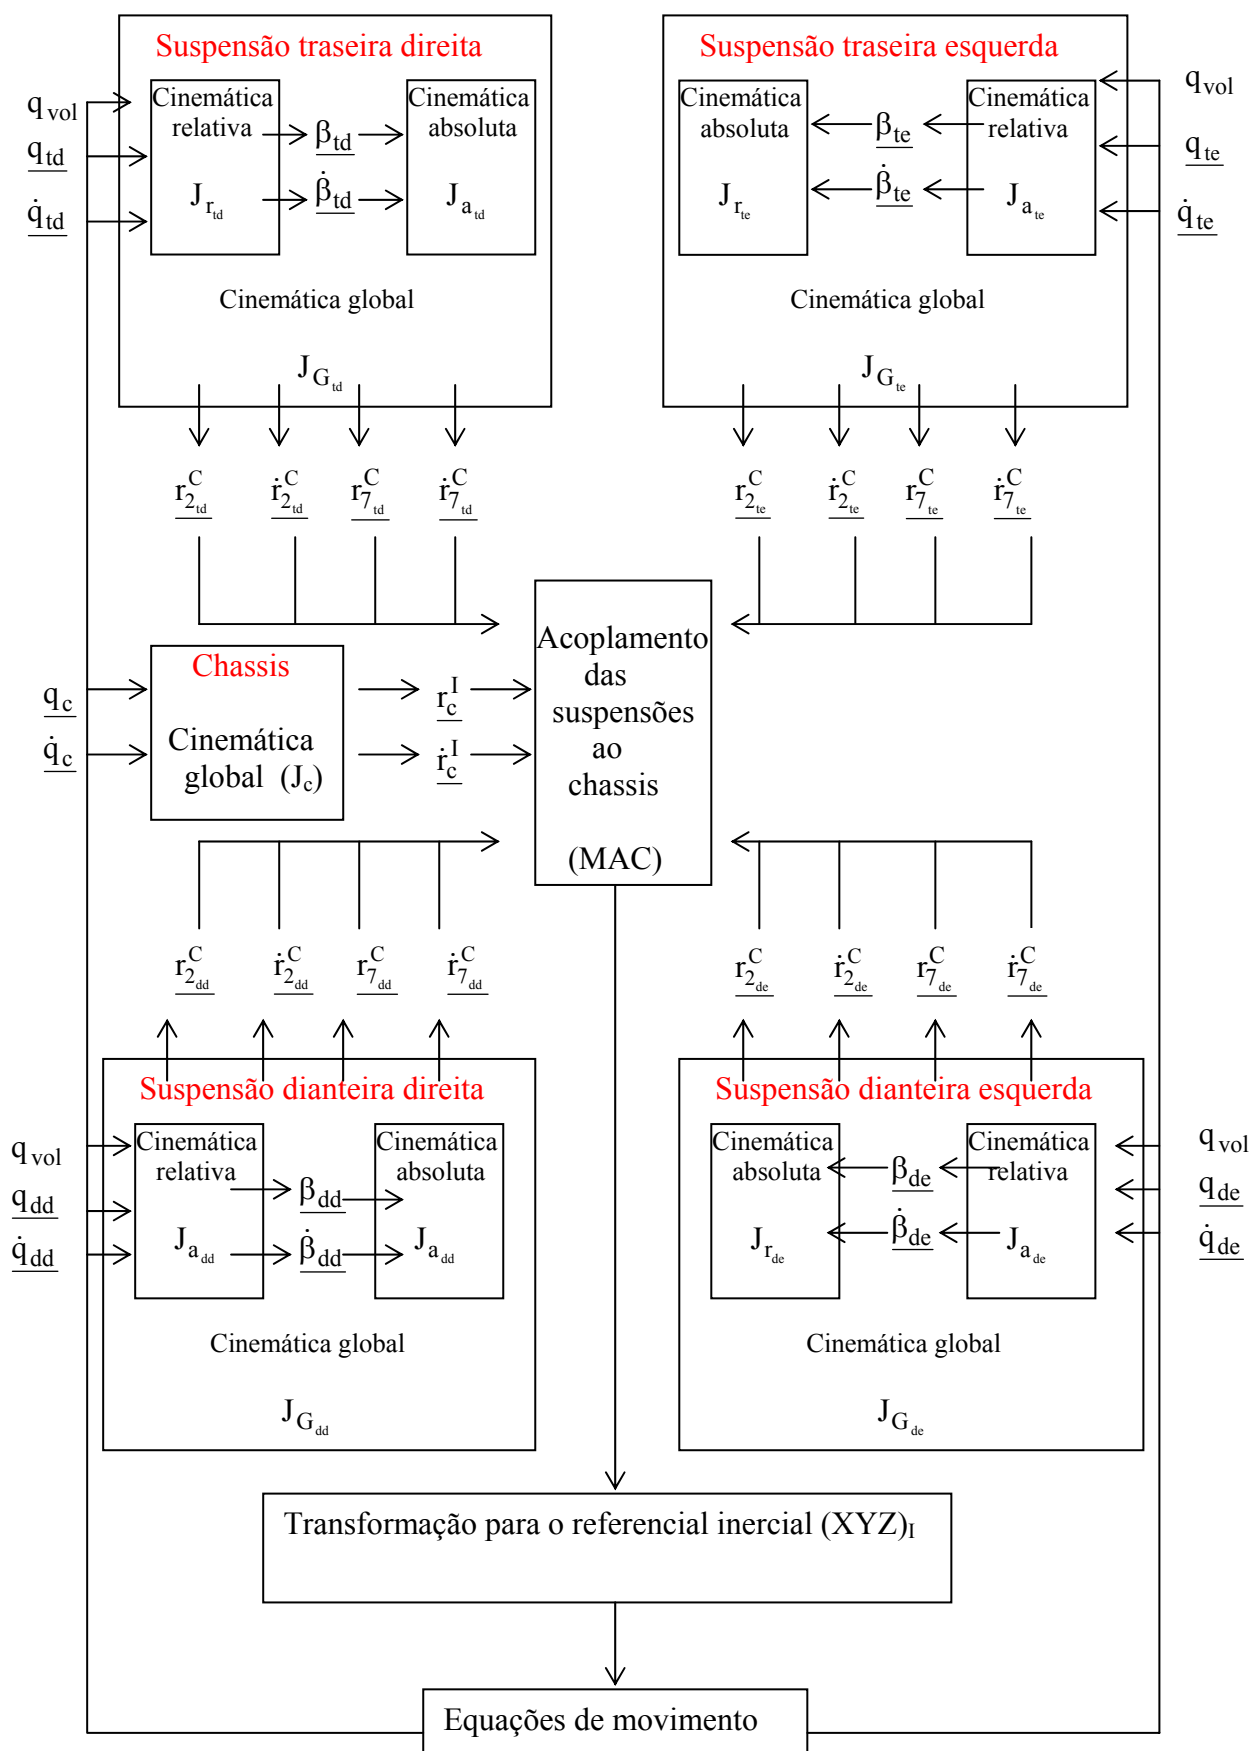 Suspensão traseira direita
Cinemática
relativa
J_r_td
β_td
β̇_td
Cinemática
absoluta
J_a_td
Cinemática global
J_G_td
q_vol
q_td
q̇_td
Suspensão traseira esquerda
Cinemática
absoluta
J_r_te
β_te
β̇_te
Cinemática
relativa
J_a_te
Cinemática global
J_G_te
q_vol
q_te
q̇_te
r_2_td^C ṙ_2_td^C r_7_td^C ṙ_7_td^C
r_2_te^C ṙ_2_te^C r_7_te^C ṙ_7_te^C
q_c
q̇_c
Chassis
Cinemática
global (J_c)
r_c^I
ṙ_c^I
Acoplamento
das
suspensões
ao
chassis
(MAC)
r_2_dd^C ṙ_2_dd^C r_7_dd^C ṙ_7_dd^C
r_2_de^C ṙ_2_de^C r_7_de^C ṙ_7_de^C
Suspensão dianteira direita
Cinemática
relativa
J_a_dd
β_dd
β̇_dd
Cinemática
absoluta
J_a_dd
Cinemática global
J_G_dd
q_vol
q_dd
q̇_dd
Suspensão dianteira esquerda
Cinemática
absoluta
J_r_de
β_de
β̇_de
Cinemática
relativa
J_a_de
Cinemática global
J_G_de
q_vol
q_de
q̇_de
Transformação para o referencial inercial (XYZ)_I
Equações de movimento